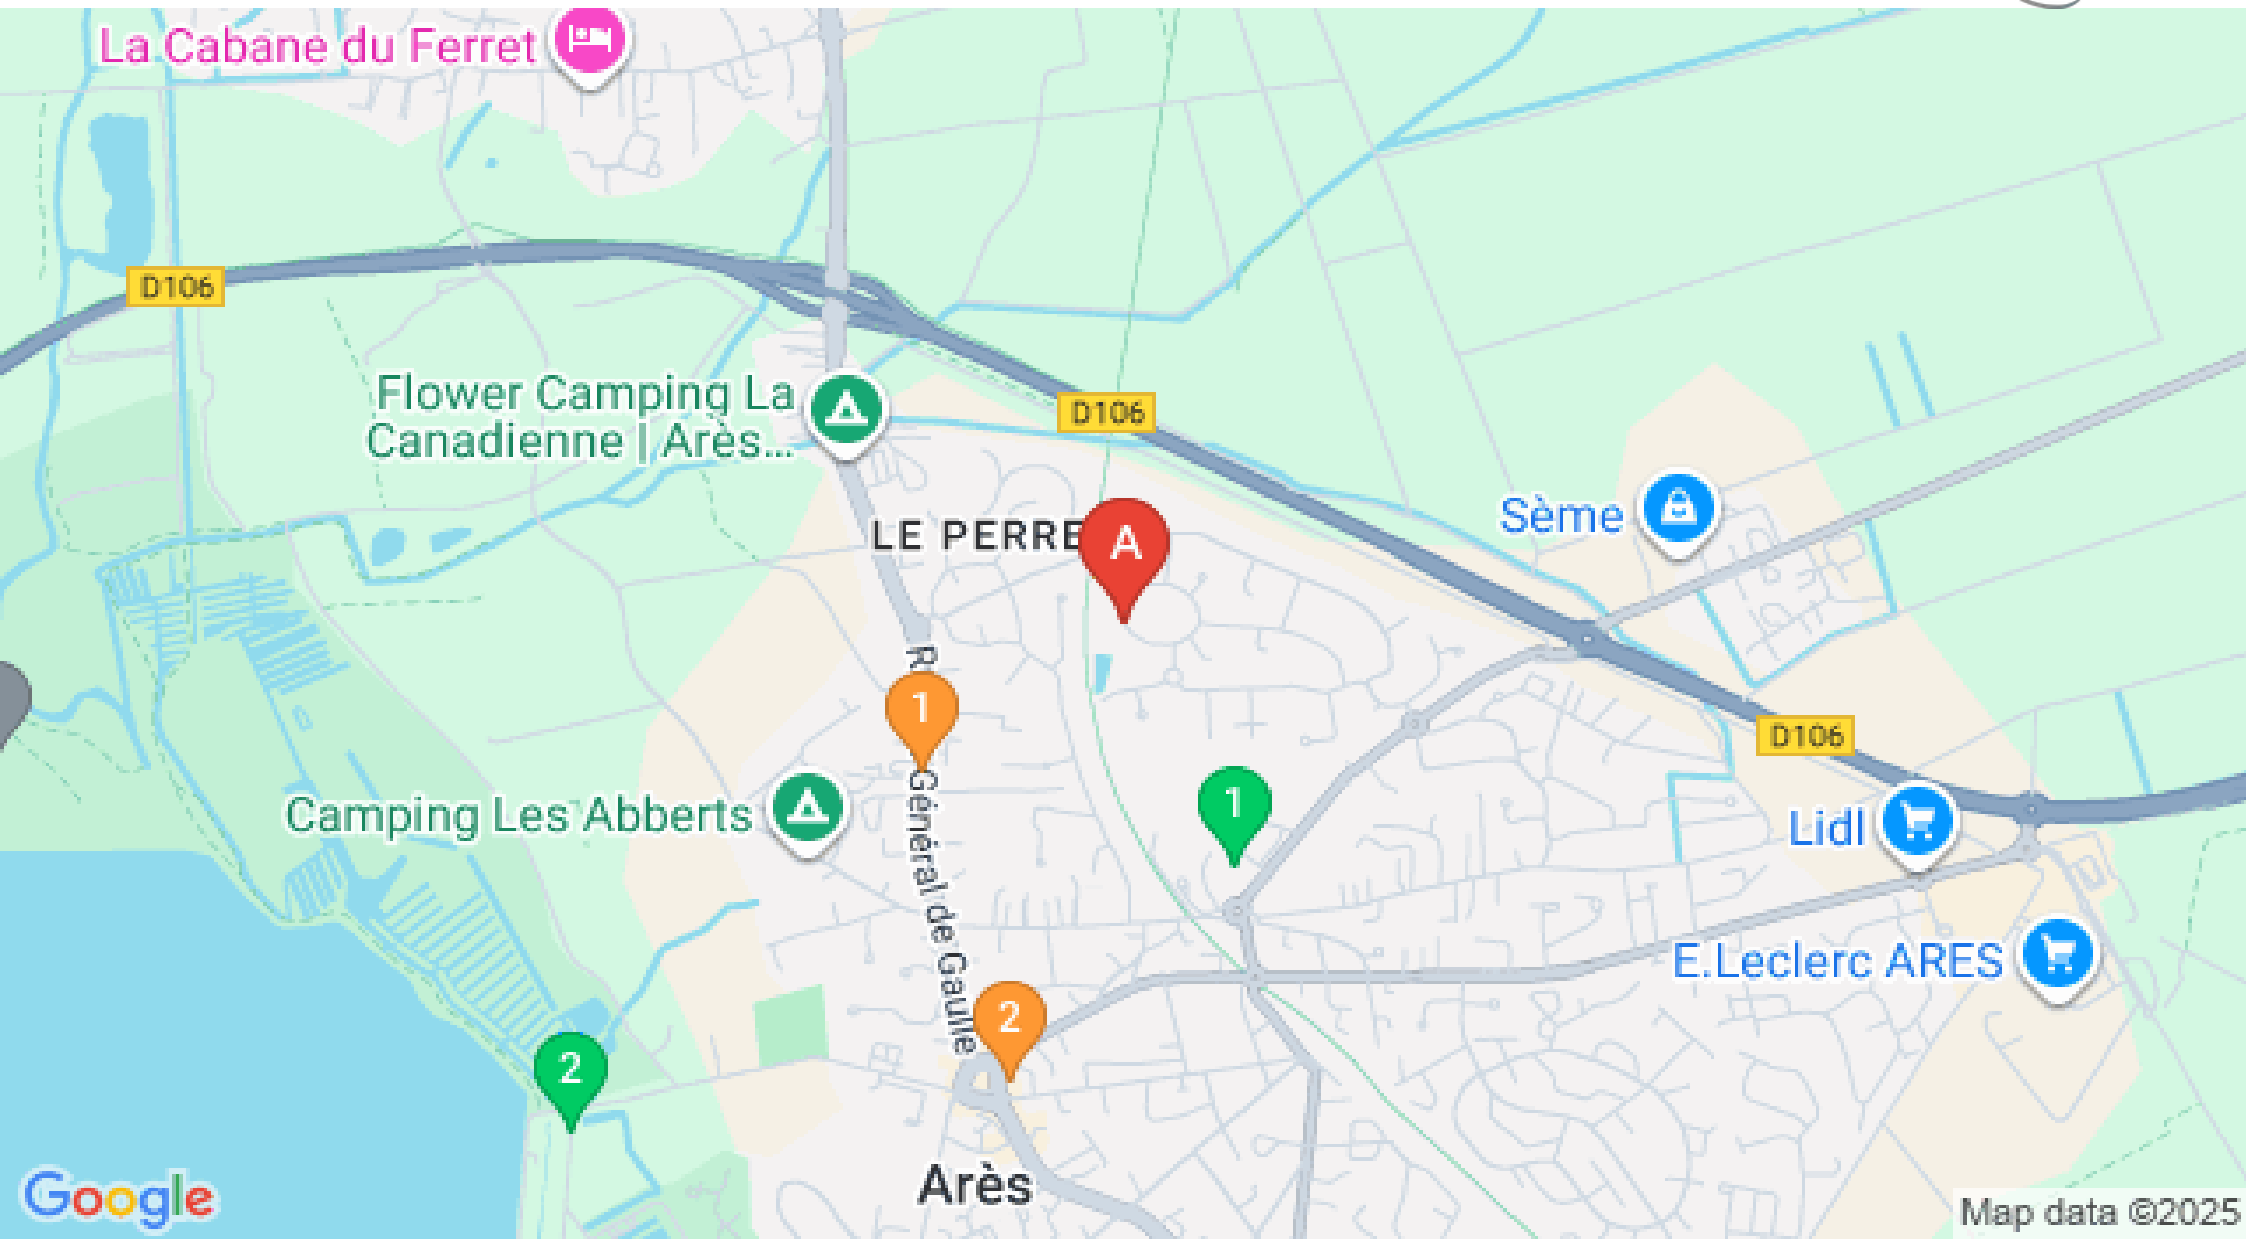 La Cabane du Ferret
D106
Flower Camping La
Canadienne | Arès...
D106
LE PERRE
A
Sème
R
1
Général de Gaulle
D106
Camping Les Abberts
1
Lidl
E.Leclerc ARES
2
2
Arès
Google
Map data ©2025